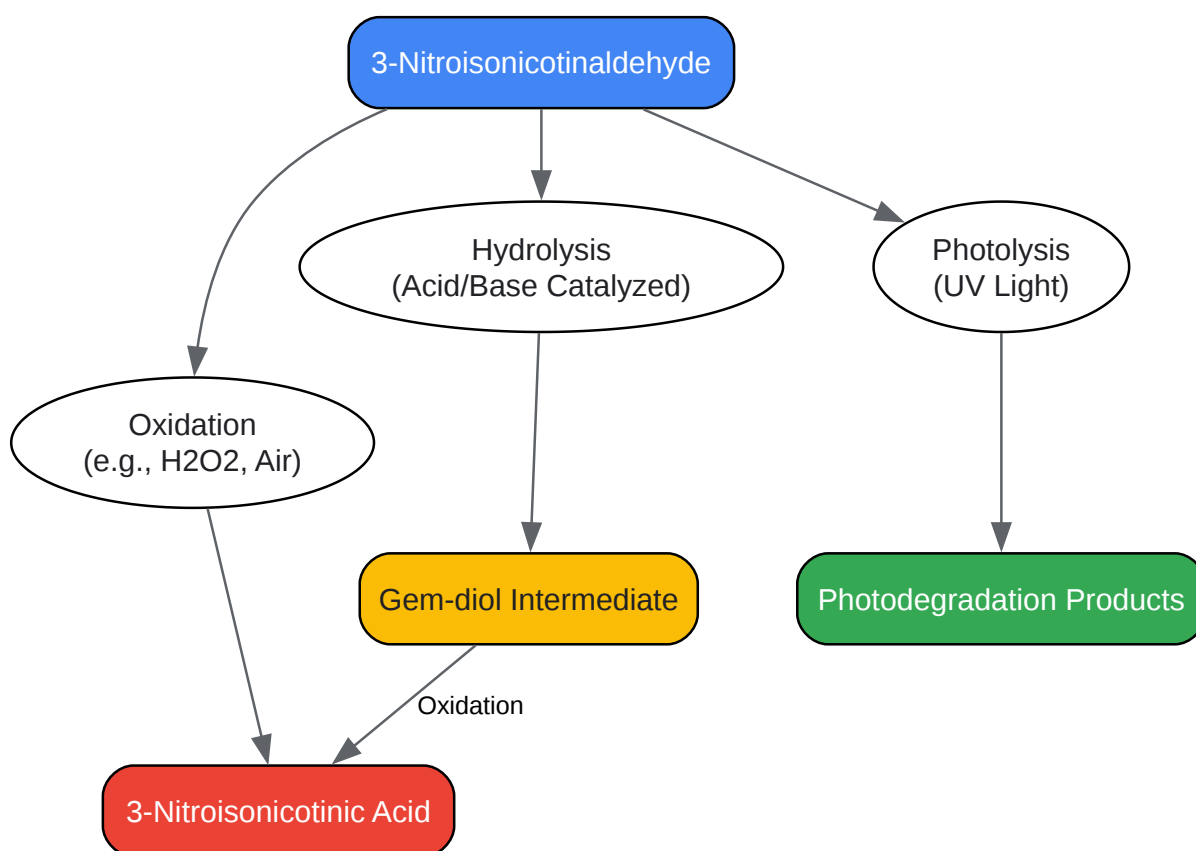 3-Nitroisonicotinaldehyde
Hydrolysis
(Acid/Base Catalyzed)
Photolysis
(UV Light)
Oxidation
(e.g., H2O2, Air)
Gem-diol Intermediate
Photodegradation Products
Oxidation
3-Nitroisonicotinic Acid